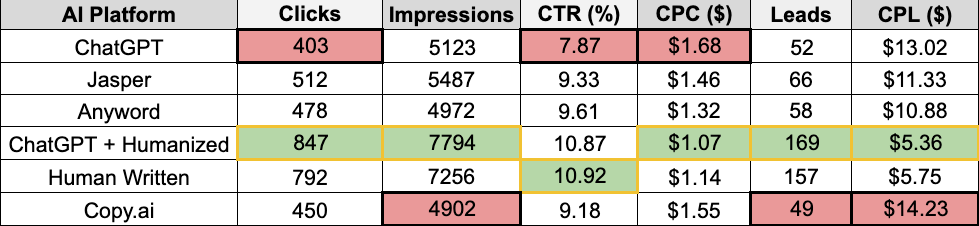 AI Platform Clicks Impressions CTR (%) CPC ($) Leads CPL ($)
ChatGPT 403 5123 7.87 $1.68 52 $13.02
Jasper 512 5487 9.33 $1.46 66 $11.33
Anyword 478 4972 9.61 $1.32 58 $10.88
ChatGPT + Humanized 847 7794 10.87 $1.07 169 $5.36
Human Written 792 7256 10.92 $1.14 157 $5.75
Copy.ai 450 4902 9.18 $1.55 49 $14.23